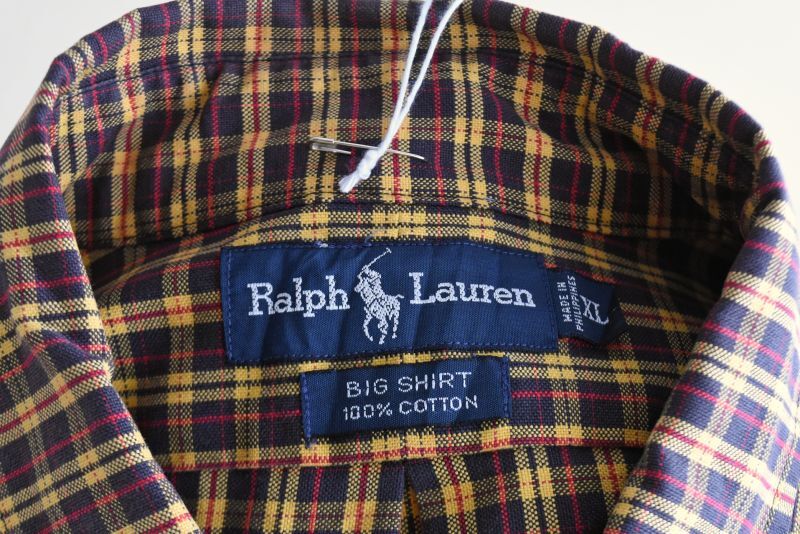 Ralph Lauren
MADE IN
PHILIPPINES
XL
BIG SHIRT
100% COTTON